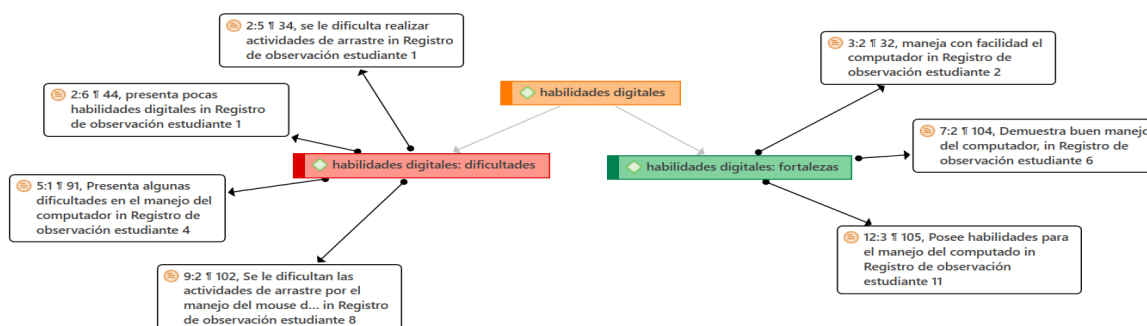 2:5 ¶ 34, se le dificulta realizar
actividades de arrastre in Registro
de observación estudiante 1
3:2 ¶ 32, maneja con facilidad el
computador in Registro de
observación estudiante 2
2:6 ¶ 44, presenta pocas
habilidades digitales in Registro
de observación estudiante 1
habilidades digitales
7:2 ¶ 104, Demuestra buen manejo
del computador, in Registro de
observación estudiante 6
habilidades digitales: dificultades
habilidades digitales: fortalezas
5:1 ¶ 91, Presenta algunas
dificultades en el manejo del
computador in Registro de
observación estudiante 4
12:3 ¶ 105, Posee habilidades para
el manejo del computado in
Registro de observación
estudiante 11
9:2 ¶ 102, Se le dificultan las
actividades de arrastre por el
manejo del mouse d... in Registro
de observación estudiante 8